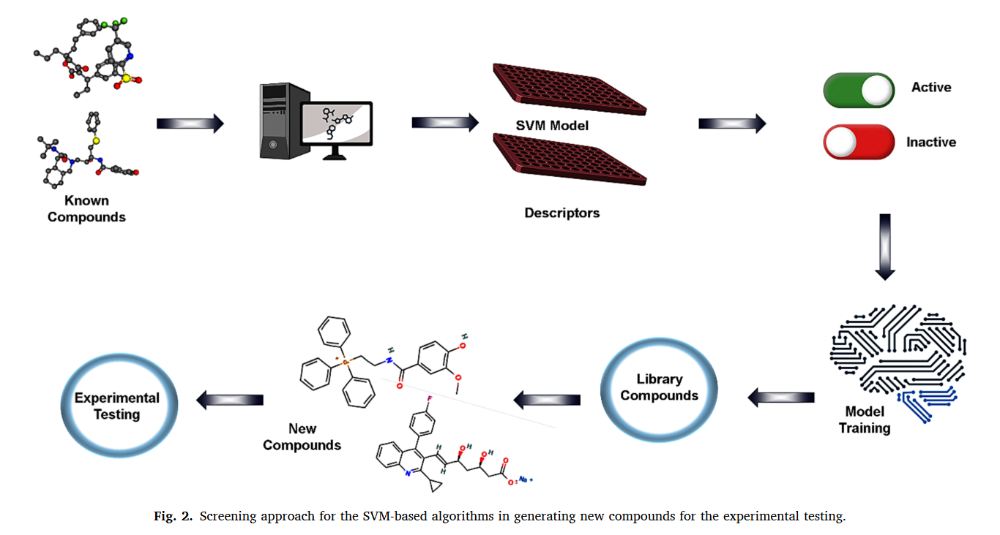 Known
Compounds
SVM Model
Descriptors
Active
Inactive
Model
Training
Library
Compounds
H
N
O
O
H
O
P
+
New
Compounds
F
N
H
H
O
H
O
H
O
O:
Na +
Experimental
Testing
Fig. 2. Screening approach for the SVM-based algorithms in generating new compounds for the experimental testing.